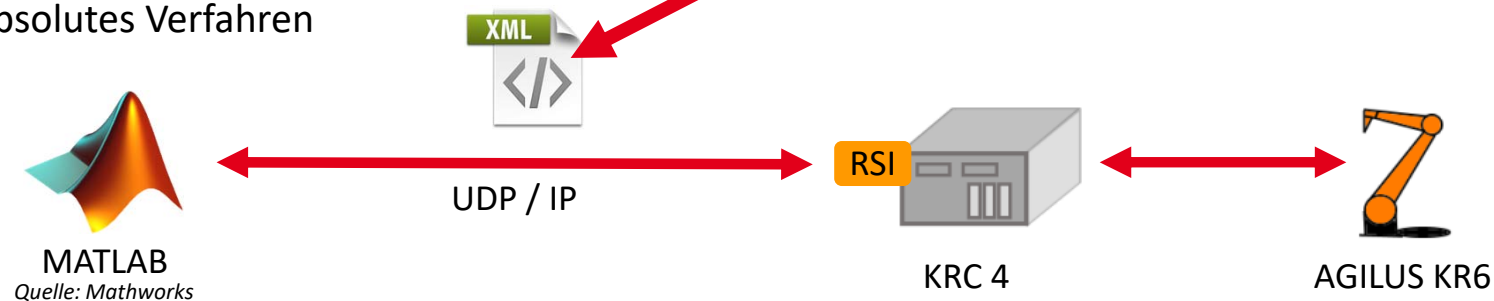 bsolutes Verfahren
XML
</>
RSI
UDP / IP
MATLAB
Quelle: Mathworks
KRC 4
AGILUS KR6